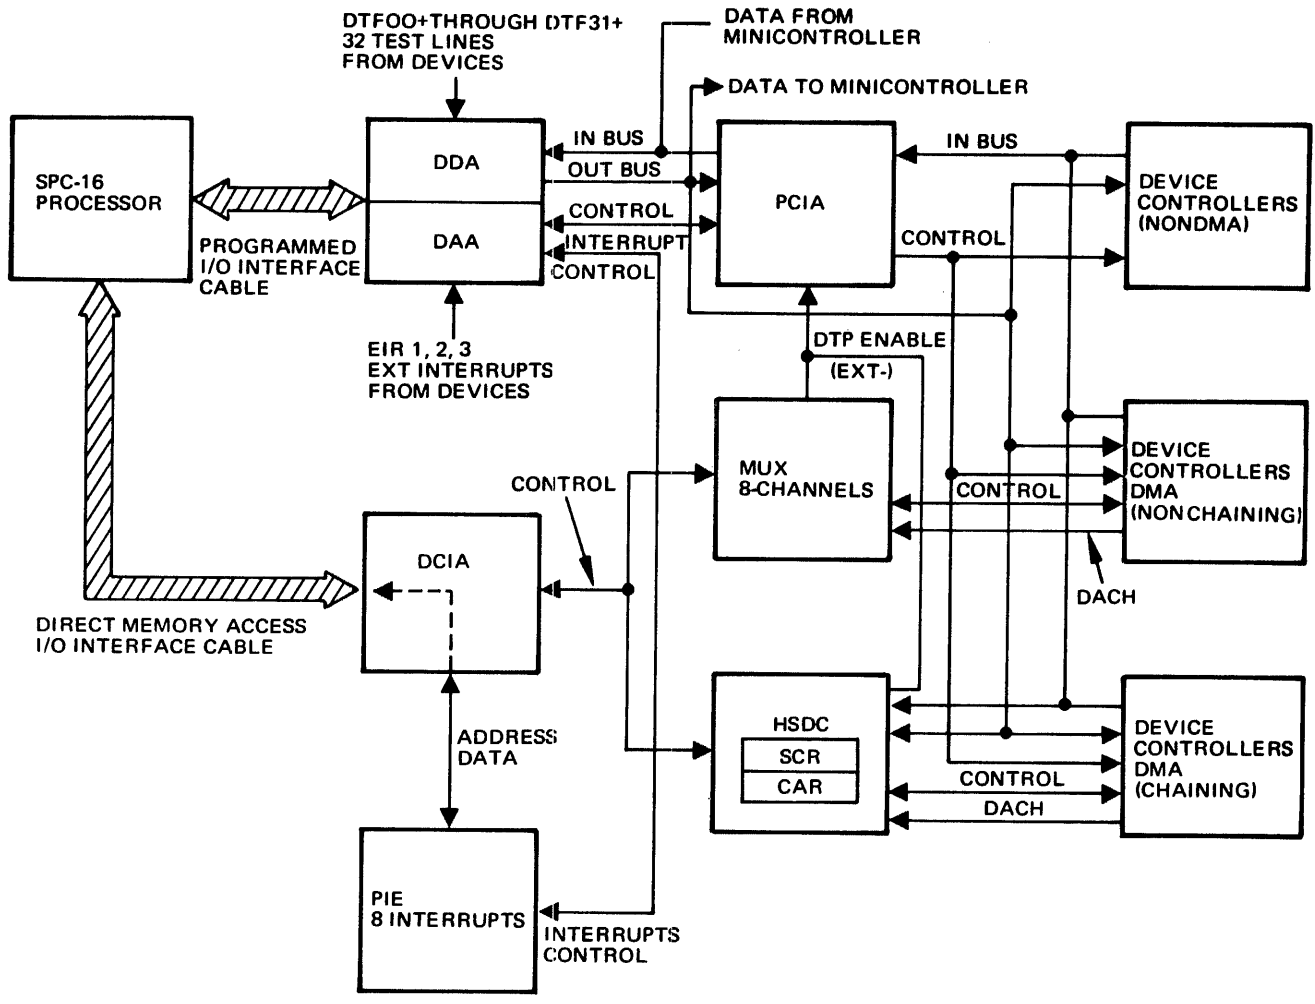 DTFOO+THROUGH DTF31+
32 TEST LINES
FROM DEVICES
DATA FROM
MINICONTROLLER
DATA TO MINICONTROLLER
SPC-16
PROCESSOR
DDA
DAA
IN BUS
OUT BUS
CONTROL
INTERRUPT
CONTROL
PCIA
IN BUS
CONTROL
DEVICE
CONTROLLERS
(NONDMA)
PROGRAMMED
I/O INTERFACE
CABLE
EIR 1, 2, 3
EXT INTERRUPTS
FROM DEVICES
DTP ENABLE
(EXT-)
MUX
8-CHANNELS
CONTROL
CONTROL
DEVICE
CONTROLLERS
DMA
(NONCHAINING)
DACH
DCIA
DIRECT MEMORY ACCESS
I/O INTERFACE CABLE
ADDRESS
DATA
HSDC
SCR
CAR
CONTROL
DACH
DEVICE
CONTROLLERS
DMA
(CHAINING)
PIE
8 INTERRUPTS
INTERRUPTS
CONTROL